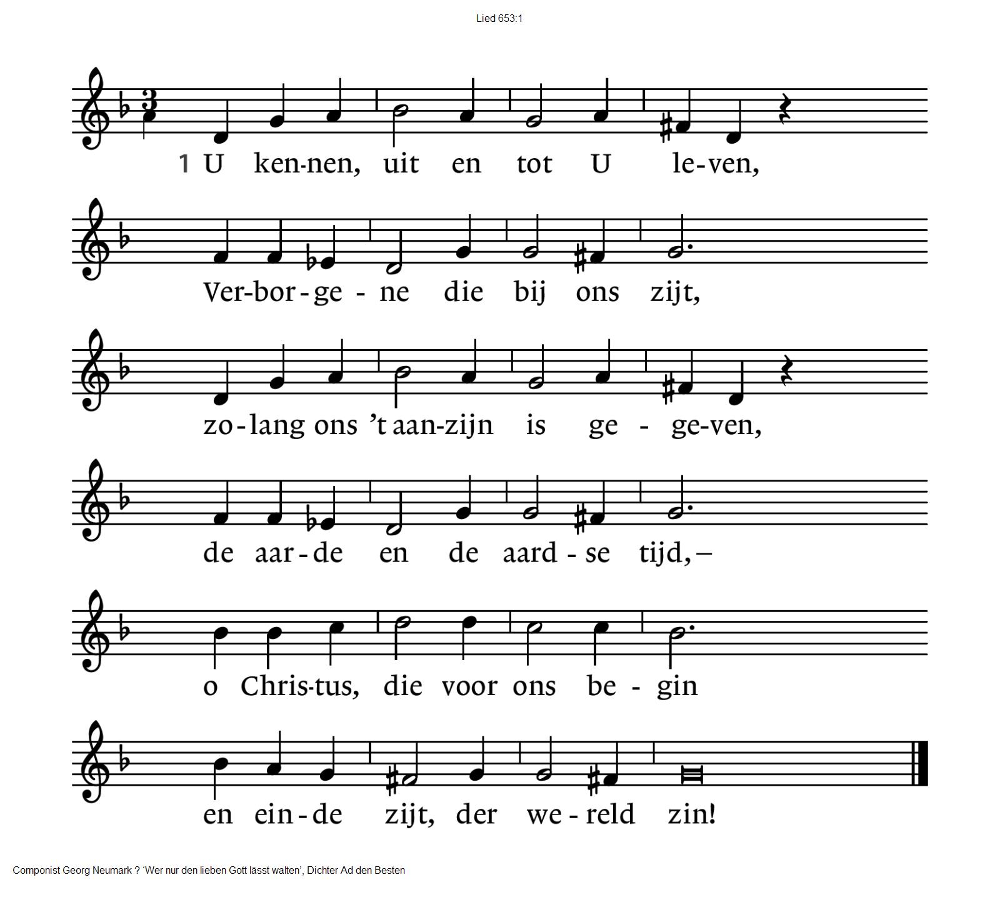 Lied 653:1
3
1 U ken-nen, uit en tot U le-ven,
Ver-bor-ge-ne die bij ons zijt,
zo-lang ons ’t aan-zijn is ge-ge-ven,
de aar-de en de aard-se tijd,–
o Chris-tus, die voor ons be-gin
en ein-de zijt, der we-reld zin!
Componist Georg Neumark ? ‘Wer nur den lieben Gott lässt walten’, Dichter Ad den Besten